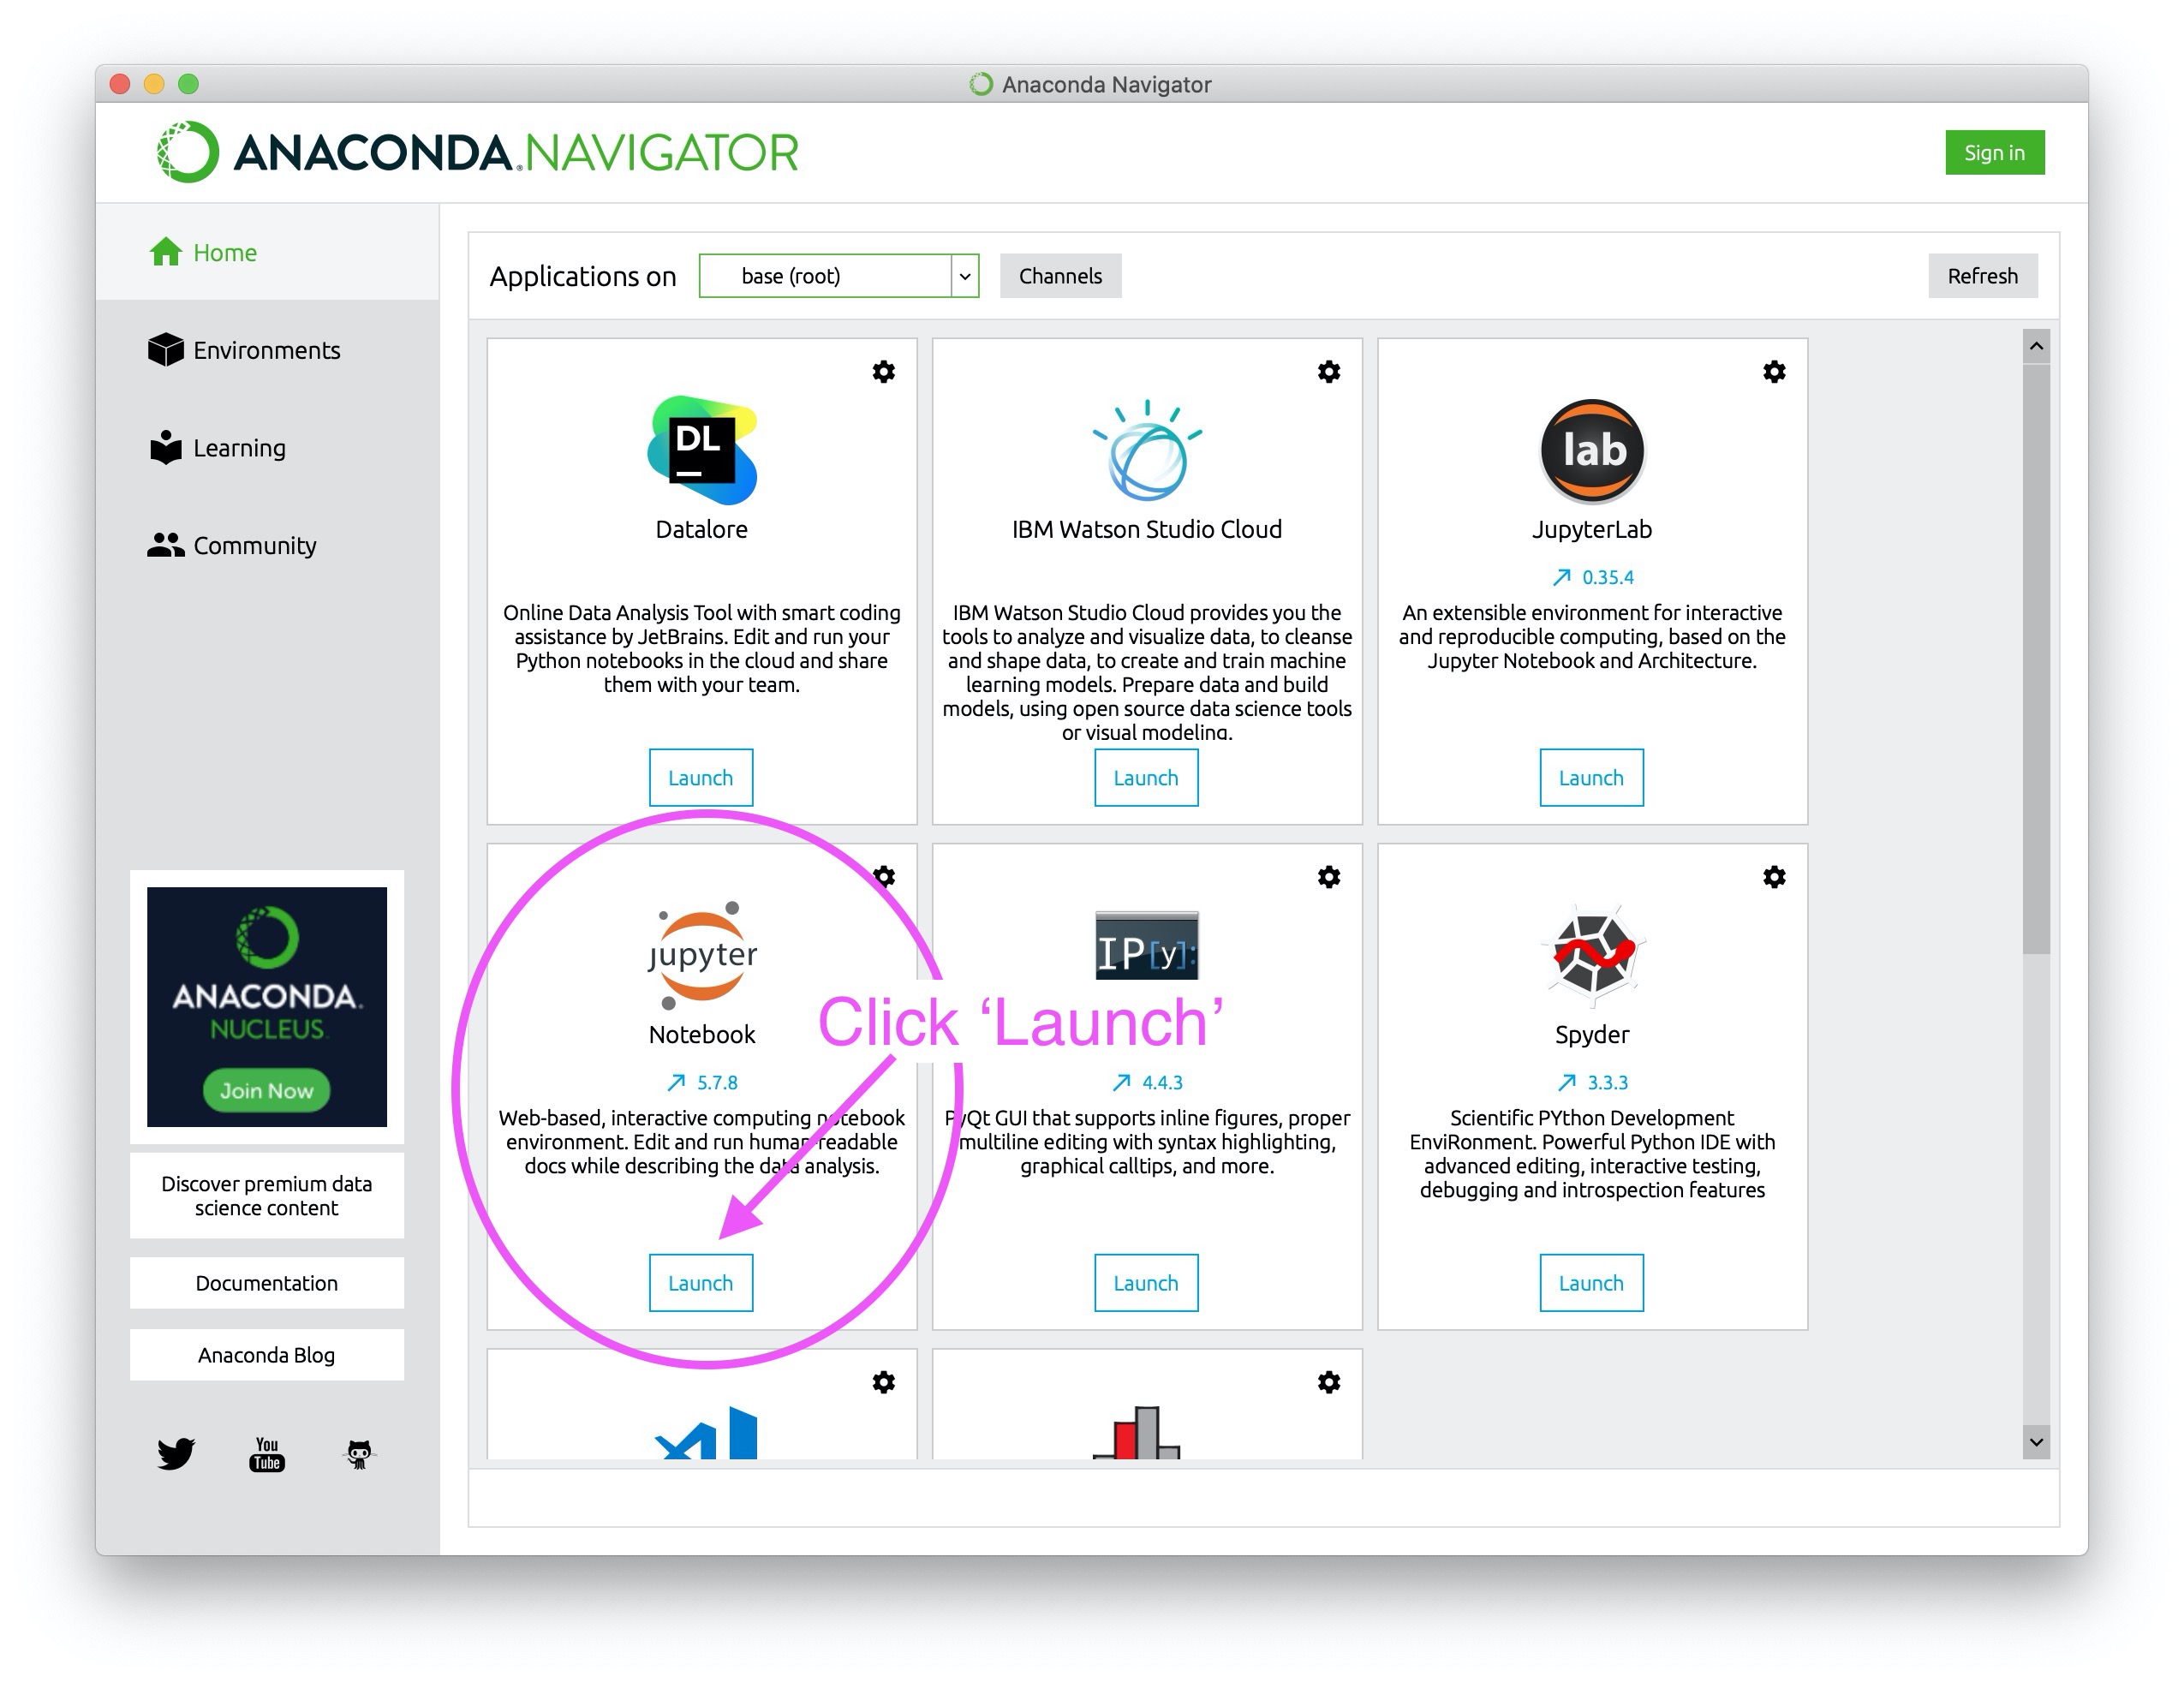 Anaconda Navigator
ANACONDA.NAVIGATOR
Sign in
Home
Environments
Learning
Community
ANACONDA.
NUCLEUS
Join Now
Discover premium data
science content
Documentation
Anaconda Blog
You
Tube
Applications on
base (root)
Channels
Refresh
DL
Datalore
Online Data Analysis Tool with smart coding
assistance by JetBrains. Edit and run your
Python notebooks in the cloud and share
them with your team.
Launch
IBM Watson Studio Cloud
IBM Watson Studio Cloud provides you the
tools to analyze and visualize data, to cleanse
and shape data, to create and train machine
learning models. Prepare data and build
models, using open source data science tools
or visual modeling.
Launch
lab
JupyterLab
0.35.4
An extensible environment for interactive
and reproducible computing, based on the
Jupyter Notebook and Architecture.
Launch
jupyter
Notebook
5.7.8
Web-based, interactive computing notebook
environment. Edit and run human-readable
docs while describing the data analysis.
Launch
Click ‘Launch’
IP[y]:
4.4.3
PyQt GUI that supports inline figures, proper
multiline editing with syntax highlighting,
graphical calltips, and more.
Launch
Spyder
3.3.3
Scientific PYthon Development
EnviRonment. Powerful Python IDE with
advanced editing, interactive testing,
debugging and introspection features
Launch